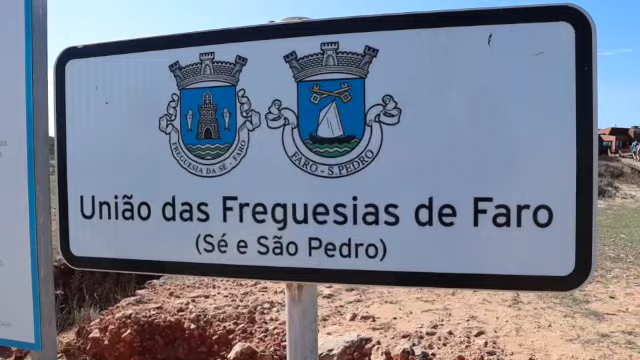 FREGUESIA DA SÉ - FARO
FARO - S. PEDRO
União das Freguesias de Faro
(Sé e São Pedro)